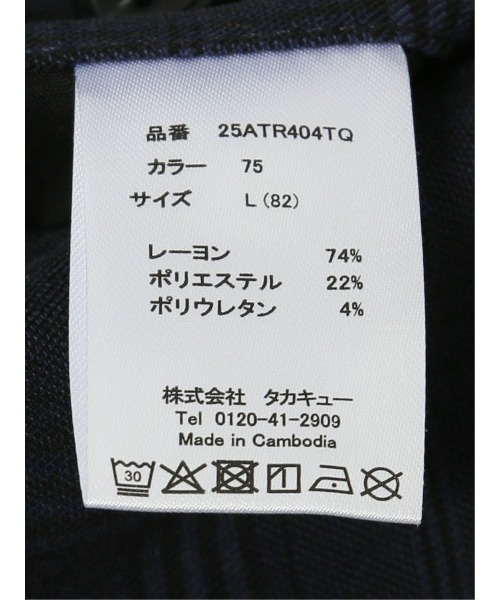 品番 25ATR404TQ
カラー 75
サイズ L(82)
レーヨン 74%
ポリエステル 22%
ポリウレタン 4%
株式会社 タカキュー
Tel 0120-41-2909
Made in Cambodia
30